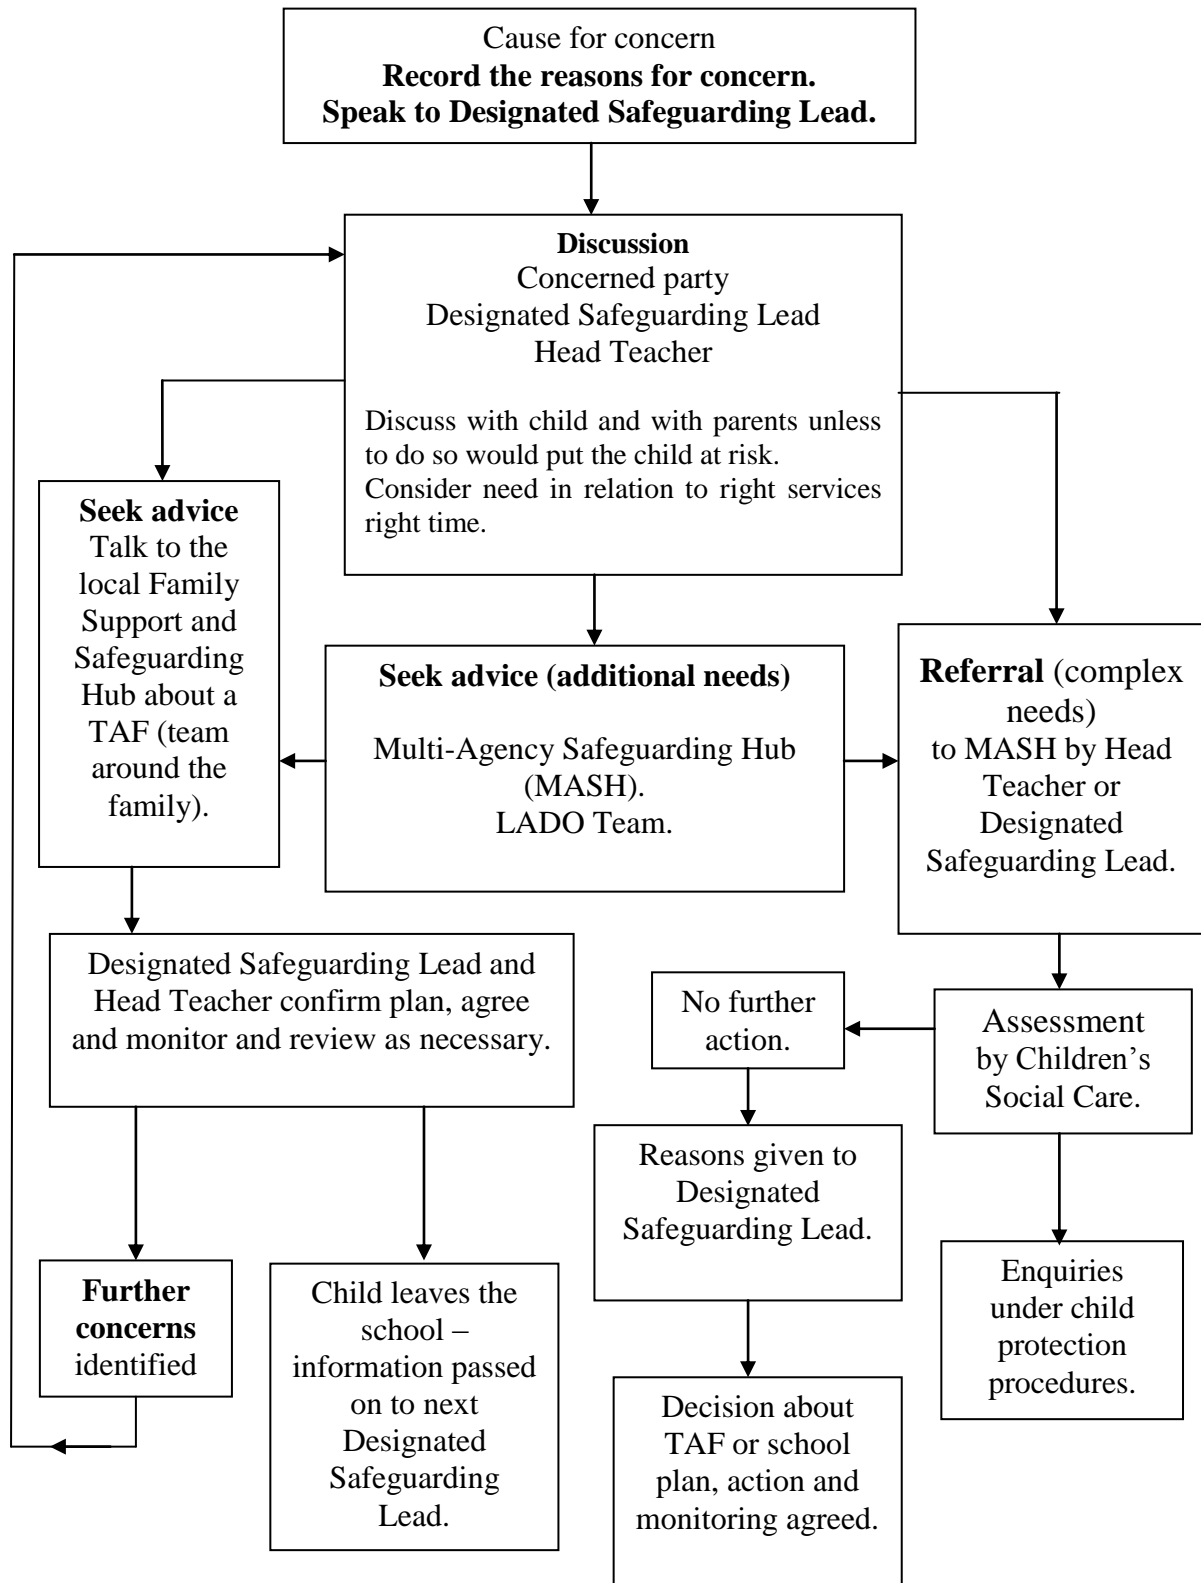 Cause for concern
Record the reasons for concern.
Speak to Designated Safeguarding Lead.
Discussion
Concerned party
Designated Safeguarding Lead
Head Teacher
Discuss with child and with parents unless
to do so would put the child at risk.
Consider need in relation to right services
right time.
Seek advice
Talk to the
local Family
Support and
Safeguarding
Hub about a
TAF (team
around the
family).
Seek advice (additional needs)
Multi-Agency Safeguarding Hub
(MASH).
LADO Team.
Referral (complex
needs)
to MASH by Head
Teacher or
Designated
Safeguarding Lead.
Designated Safeguarding Lead and
Head Teacher confirm plan, agree
and monitor and review as necessary.
No further
action.
Assessment
by Children’s
Social Care.
Reasons given to
Designated
Safeguarding Lead.
Further
concerns
identified
Child leaves the
school –
information passed
on to next
Designated
Safeguarding
Lead.
Enquiries
under child
protection
procedures.
Decision about
TAF or school
plan, action and
monitoring agreed.